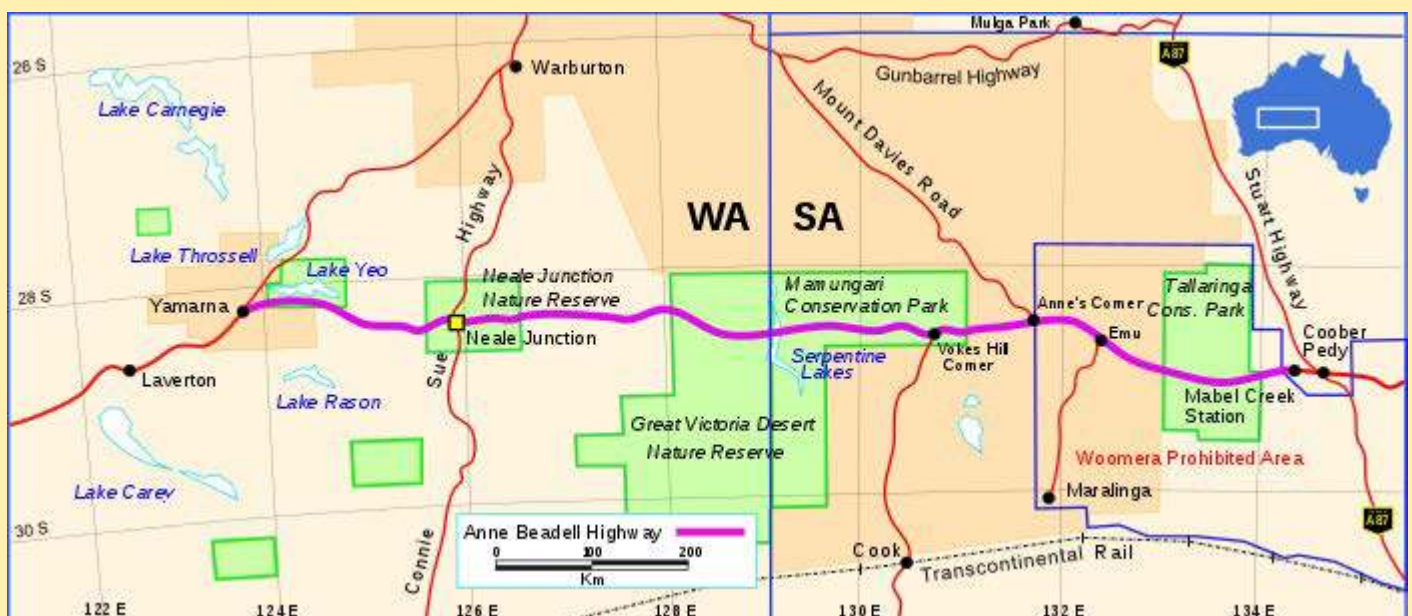 Mulga Park
A87
26 S
Warburton
Gunbarrel Highway
Lake Carnegie
Mount Davies Road
Stuart Highway
Highway
WA
SA
Lake Throssell
Lake Yeo
Neale Junction
Nature Reserve
Mamungari
Conservation Park
Tallaringa
Cons. Park
28 S
Yamarna
Anne's Corner
Neale Junction
Emu
Coober
Pedy
Serpentine
Lakes
Vokes Hill
Corner
Laverton
Sue
Lake Rason
Mabel Creek
Station
Great Victoria Desert
Nature Reserve
Woomera Prohibited Area
Lake Carey
Maralinga
30 S
A87
Anne Beadell Highway
0 100 200
Km
Connie
Cook
Transcontinental Rail
122 E 124 E 126 E 128 E 130 E 132 E 134 E